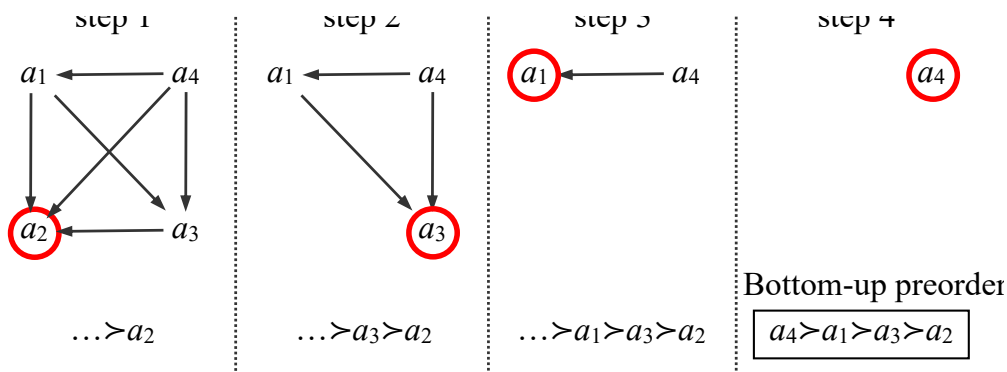 step 1
a₁ a₄
a₂ a₃
…≻a₂
step 2
a₁ a₄
a₃
…≻a₃≻a₂
step 3
a₁ a₄
…≻a₁≻a₃≻a₂
step 4
a₄
Bottom-up preorder
a₄≻a₁≻a₃≻a₂